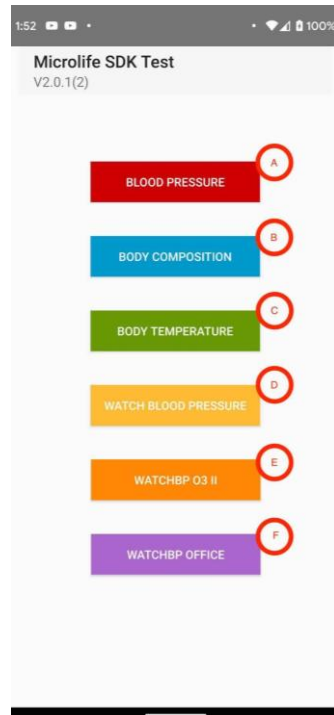 1:52 100%
Microlife SDK Test
V2.0.1(2)
A
BLOOD PRESSURE
B
BODY COMPOSITION
C
BODY TEMPERATURE
D
WATCH BLOOD PRESSURE
E
WATCHBP O3 II
F
WATCHBP OFFICE